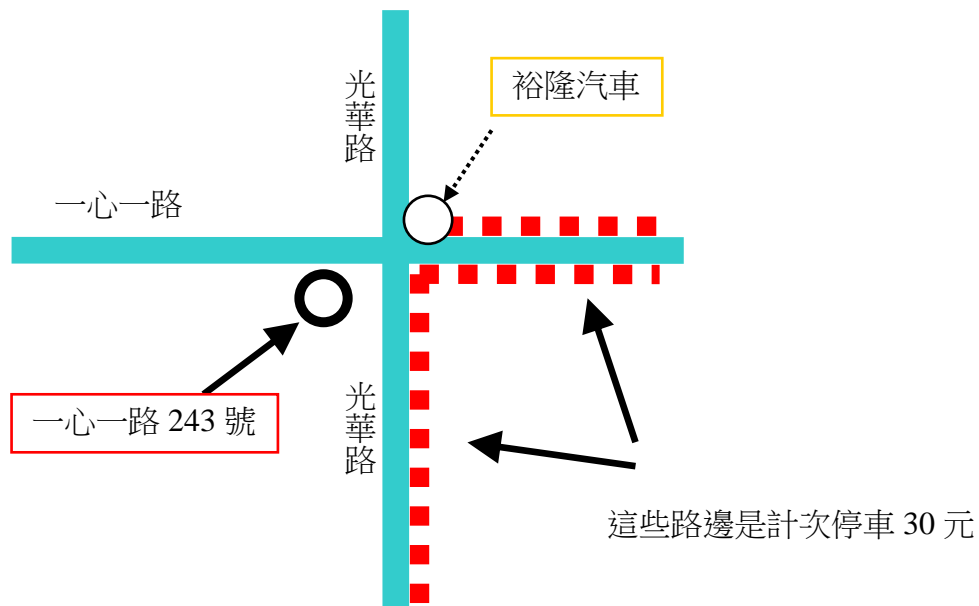 光華路
裕隆汽車
一心一路
一心一路 243 號
光華路
這些路邊是計次停車 30 元